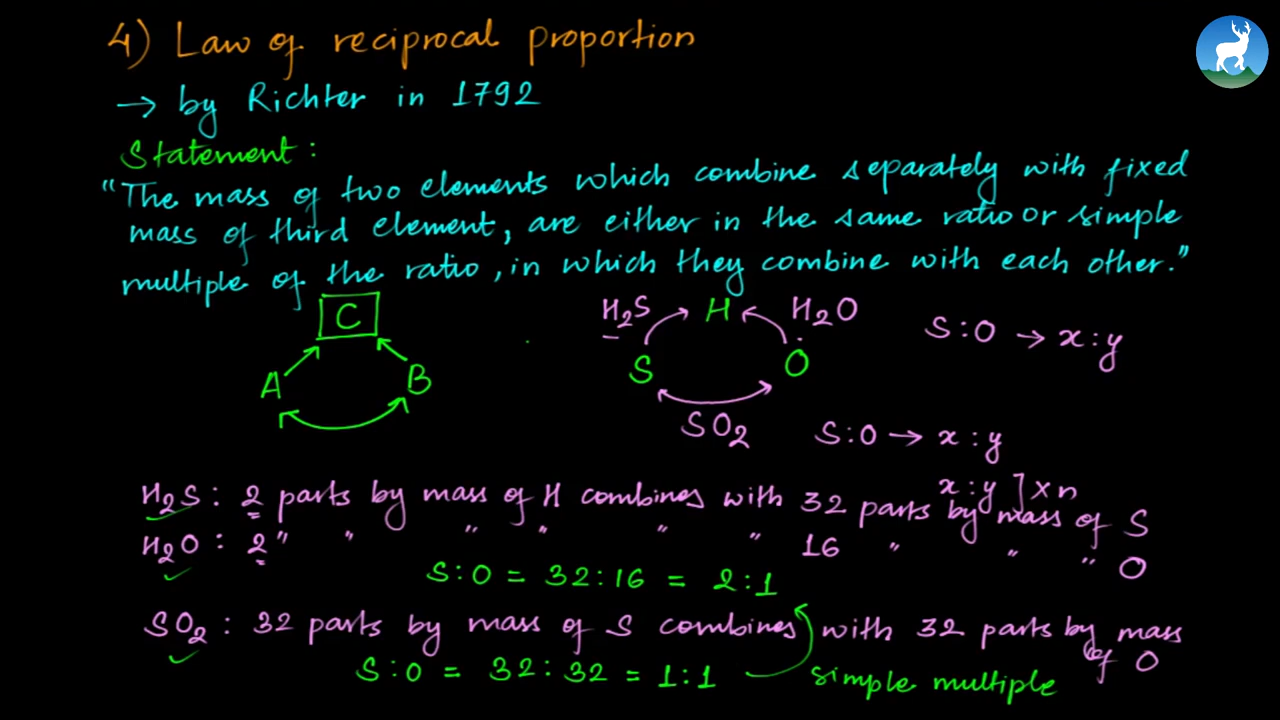 4) Law of reciprocal proportion
→ by Richter in 1792
Statement :
"The mass of two elements which combine separately with fixed
mass of third element, are either in the same ratio or simple
multiple of the ratio, in which they combine with each other."
C
A B
H₂S H H₂O
S O
SO₂
S:O → x:y
S:O → x:y
x:y ] × n
H₂S : 2 parts by mass of H combines with 32 parts by mass of S
H₂O : 2 " " " " " " 16 " " " O
S:O = 32:16 = 2:1
SO₂ : 32 parts by mass of S combines with 32 parts by mass
of O
S:O = 32:32 = 1:1
simple multiple